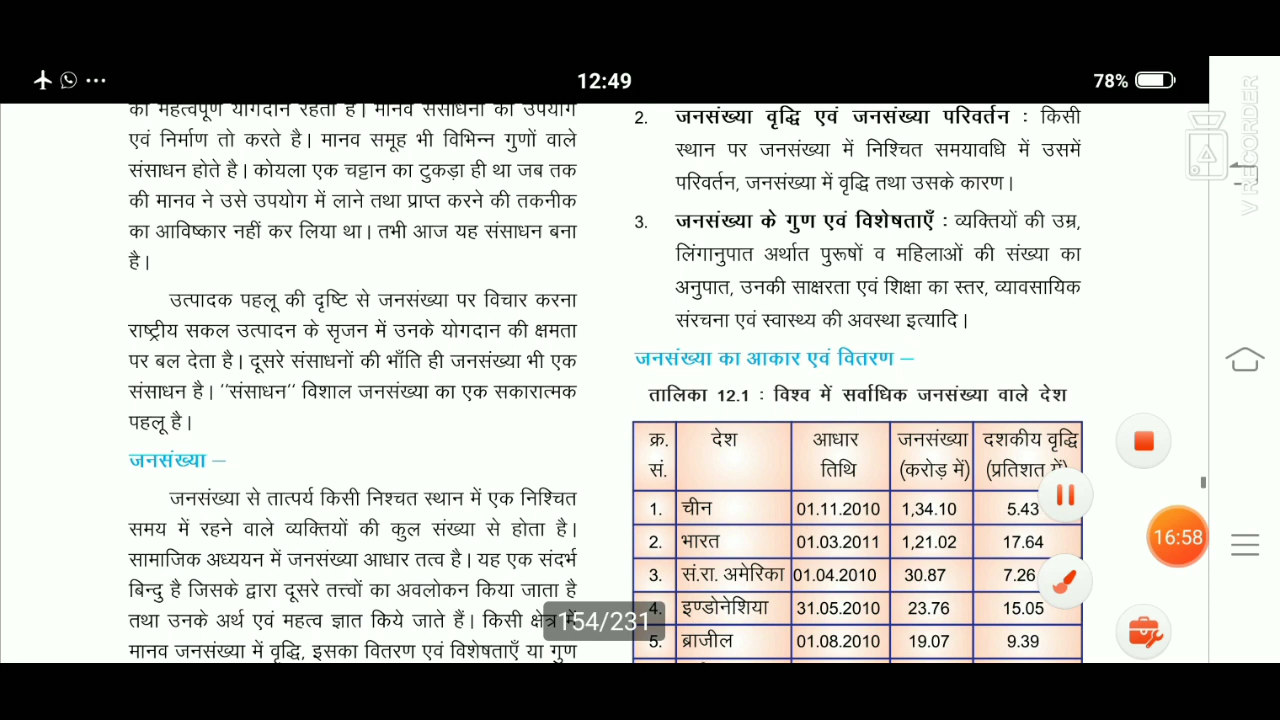 12:49
78%
का महत्वपूर्ण योगदान रहता है। मानव संसाधनों का उपयोग
एवं निर्माण तो करते है। मानव समूह भी विभिन्न गुणों वाले
संसाधन होते है। कोयला एक चट्टान का टुकड़ा ही था जब तक
की मानव ने उसे उपयोग में लाने तथा प्राप्त करने की तकनीक
का आविष्कार नहीं कर लिया था। तभी आज यह संसाधन बना
है।
उत्पादक पहलू की दृष्टि से जनसंख्या पर विचार करना
राष्ट्रीय सकल उत्पादन के सृजन में उनके योगदान की क्षमता
पर बल देता है। दूसरे संसाधनों की भाँति ही जनसंख्या भी एक
संसाधन है। ''संसाधन'' विशाल जनसंख्या का एक सकारात्मक
पहलू है।
जनसंख्या –
जनसंख्या से तात्पर्य किसी निश्चत स्थान में एक निश्चित
समय में रहने वाले व्यक्तियों की कुल संख्या से होता है।
सामाजिक अध्ययन में जनसंख्या आधार तत्व है। यह एक संदर्भ
बिन्दु है जिसके द्वारा दूसरे तत्त्वों का अवलोकन किया जाता है
तथा उनके अर्थ एवं महत्व ज्ञात किये जाते हैं। किसी क्षेत्र में
मानव जनसंख्या में वृद्धि, इसका वितरण एवं विशेषताएँ या गुण
154/231
2. जनसंख्या वृद्धि एवं जनसंख्या परिवर्तन : किसी
स्थान पर जनसंख्या में निश्चित समयावधि में उसमें
परिवर्तन, जनसंख्या में वृद्धि तथा उसके कारण।
3. जनसंख्या के गुण एवं विशेषताएँ : व्यक्तियों की उम्र,
लिंगानुपात अर्थात पुरूषों व महिलाओं की संख्या का
अनुपात, उनकी साक्षरता एवं शिक्षा का स्तर, व्यावसायिक
संरचना एवं स्वास्थ्य की अवस्था इत्यादि।
जनसंख्या का आकार एवं वितरण –
तालिका 12.1 : विश्व में सर्वाधिक जनसंख्या वाले देश
क्र. देश आधार जनसंख्या दशकीय वृद्धि
सं. तिथि (करोड़ में) (प्रतिशत में)
1. चीन 01.11.2010 1,34.10 5.43
2. भारत 01.03.2011 1,21.02 17.64
3. सं.रा. अमेरिका 01.04.2010 30.87 7.26
4. इण्डोनेशिया 31.05.2010 23.76 15.05
5. ब्राजील 01.08.2010 19.07 9.39
V RECORDER
16:58